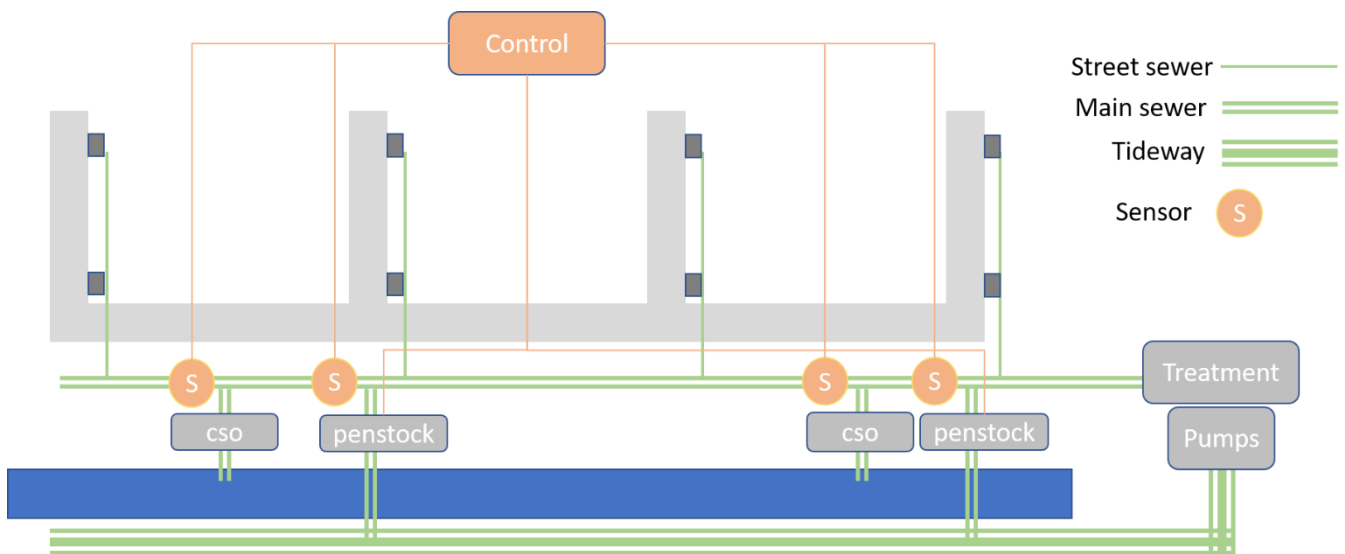 Control
Street sewer
Main sewer
Tideway
Sensor S
S S S S
Treatment
cso penstock cso penstock
Pumps